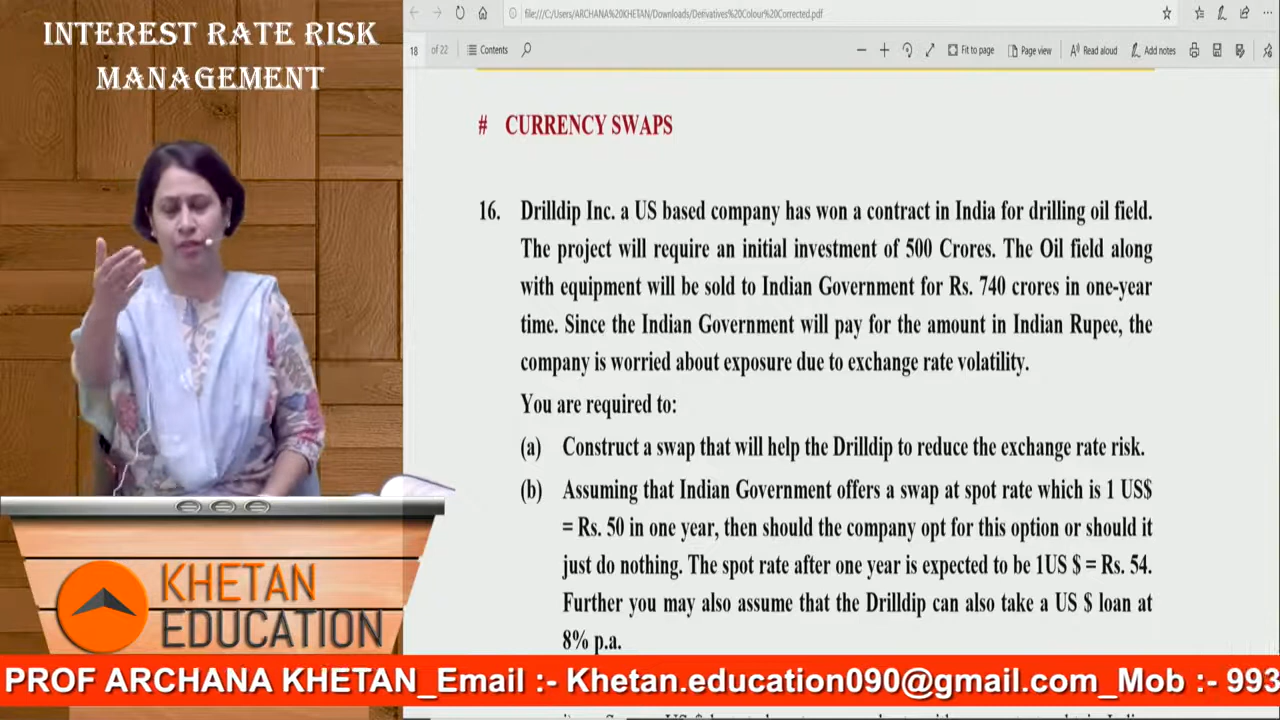 INTEREST RATE RISK
MANAGEMENT
file:///C:/Users/ARCHANA%20KHETAN/Downloads/Derivatives%20Colour%20Corrected.pdf
18 of 22 Contents Fit to page Page view Read aloud Add notes
# CURRENCY SWAPS
16. Drilldip Inc. a US based company has won a contract in India for drilling oil field.
The project will require an initial investment of 500 Crores. The Oil field along
with equipment will be sold to Indian Government for Rs. 740 crores in one-year
time. Since the Indian Government will pay for the amount in Indian Rupee, the
company is worried about exposure due to exchange rate volatility.
You are required to:
(a) Construct a swap that will help the Drilldip to reduce the exchange rate risk.
(b) Assuming that Indian Government offers a swap at spot rate which is 1 US$
= Rs. 50 in one year, then should the company opt for this option or should it
just do nothing. The spot rate after one year is expected to be 1US $ = Rs. 54.
Further you may also assume that the Drilldip can also take a US $ loan at
8% p.a.
KHETAN
EDUCATION
PROF ARCHANA KHETAN_Email :- Khetan.education090@gmail.com_Mob :- 993